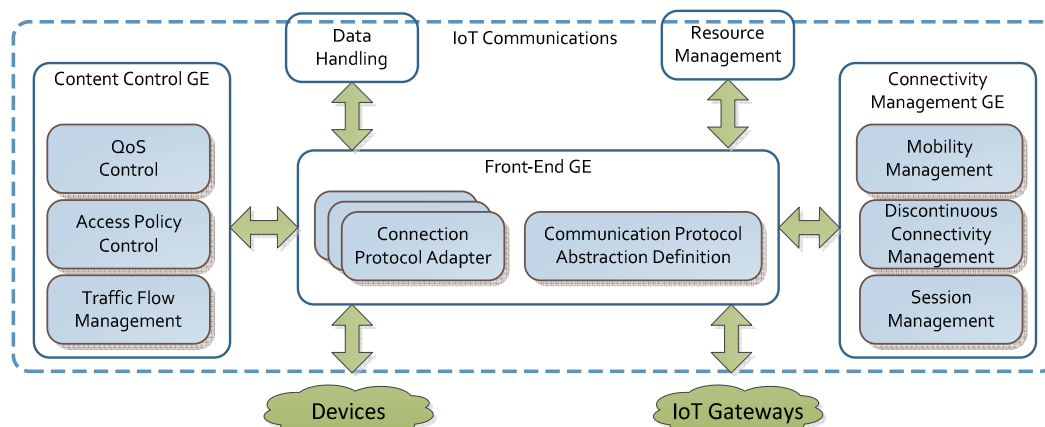 Data
Handling
IoT Communications
Resource
Management
Content Control GE
QoS
Control
Access Policy
Control
Traffic Flow
Management
Front-End GE
Connection
Protocol Adapter
Communication Protocol
Abstraction Definition
Connectivity
Management GE
Mobility
Management
Discontinuous
Connectivity
Management
Session
Management
Devices
IoT Gateways